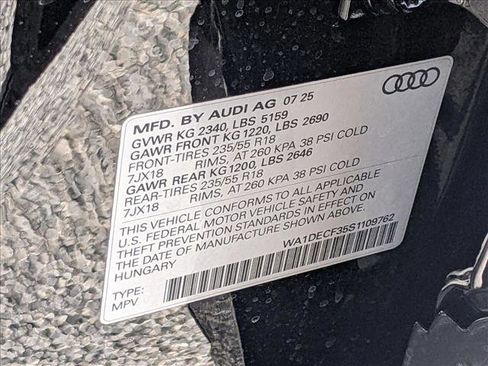 MFD. BY AUDI AG 07 25
GVWR KG 2340, LBS 5159
GAWR FRONT KG 1220, LBS 2690
FRONT-TIRES 235/55 R18
7JX18 RIMS, AT 260 KPA 38 PSI COLD
GAWR REAR KG 1200, LBS 2646
REAR-TIRES 235/55 R18
7JX18 RIMS, AT 260 KPA 38 PSI COLD
THIS VEHICLE CONFORMS TO ALL APPLICABLE
U.S. FEDERAL MOTOR VEHICLE SAFETY AND
THEFT PREVENTION STANDARDS IN EFFECT ON
THE DATE OF MANUFACTURE SHOWN ABOVE.
HUNGARY
WA1DECF35S1109762
TYPE:
MPV